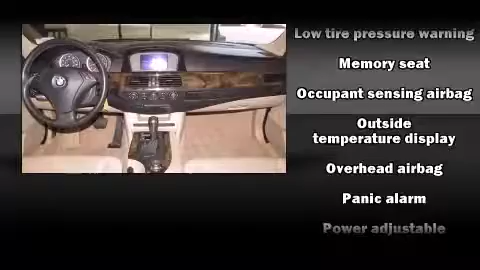 Low tire pressure warning
Memory seat
Occupant sensing airbag
Outside
temperature display
Overhead airbag
Panic alarm
Power adjustable